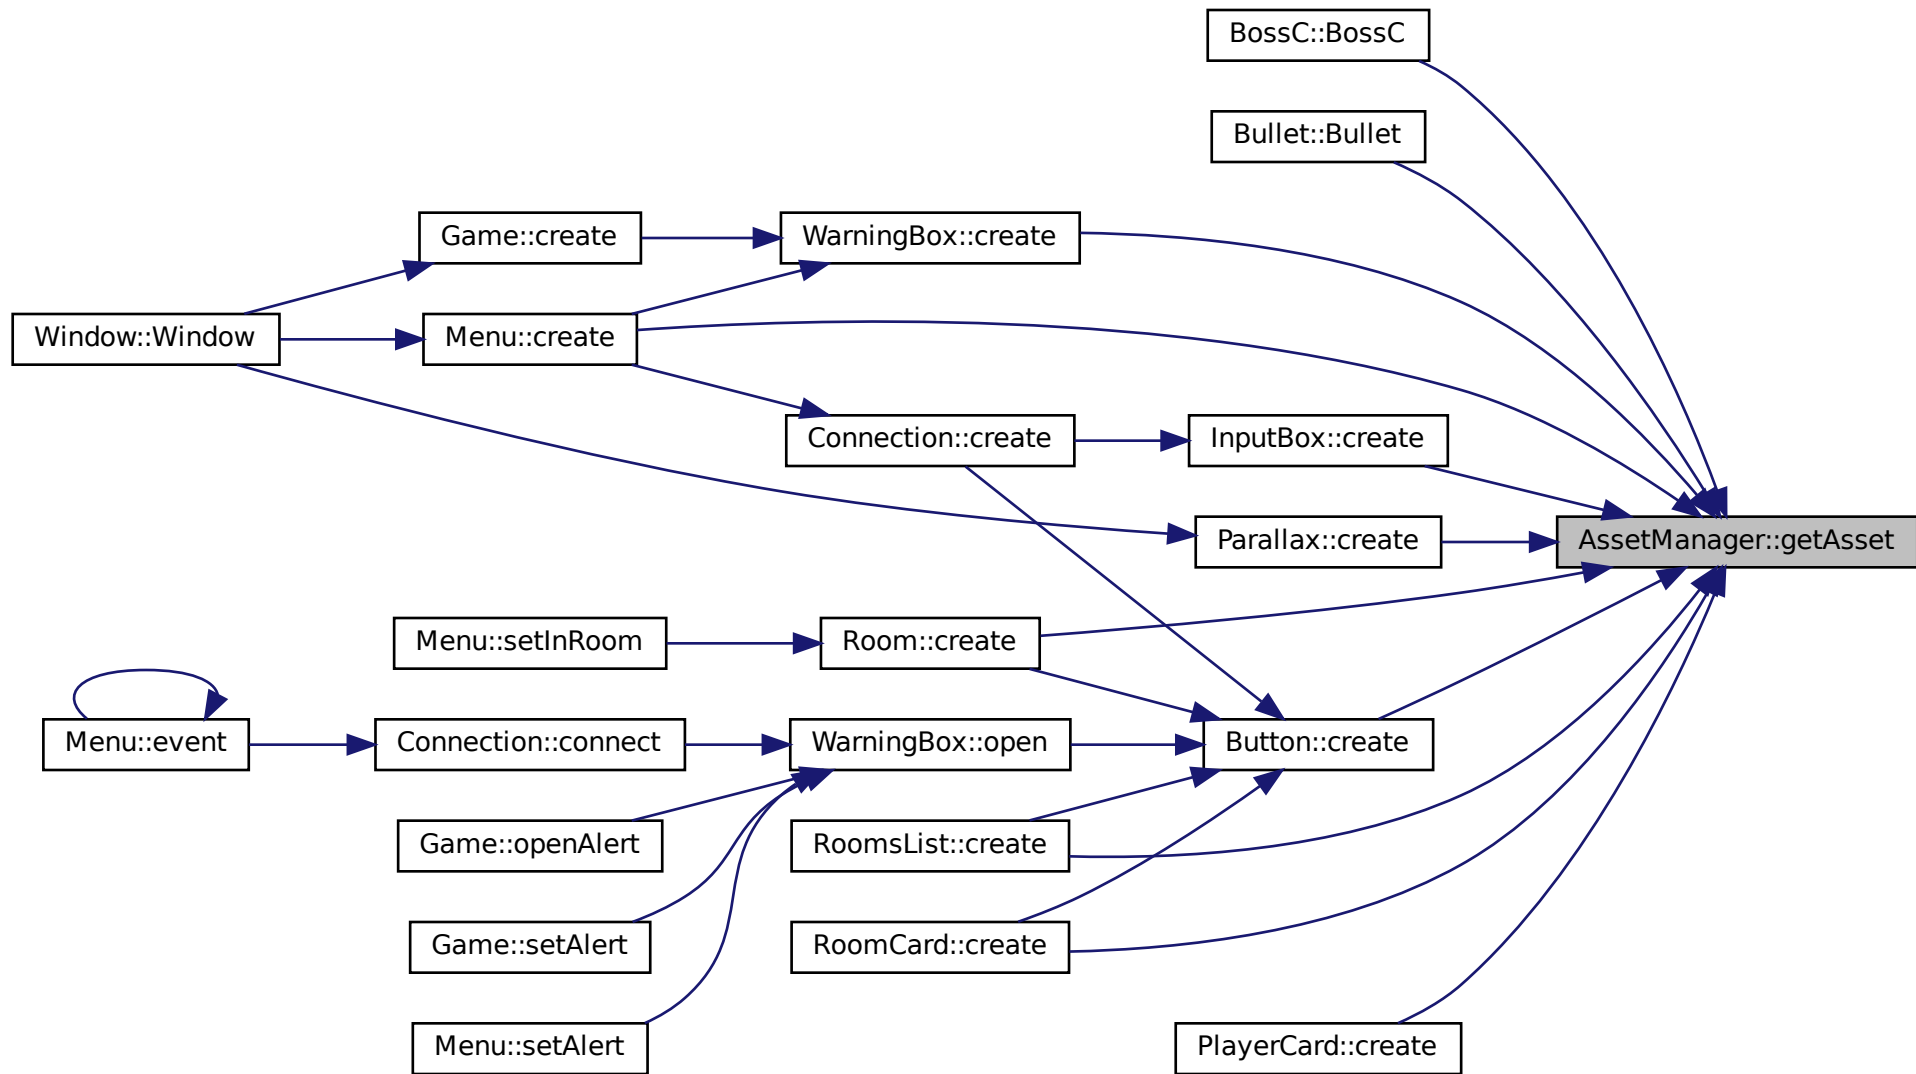 BossC::BossC
Bullet::Bullet
Game::create
WarningBox::create
Window::Window
Menu::create
Connection::create
InputBox::create
Parallax::create
AssetManager::getAsset
Menu::setInRoom
Room::create
Menu::event
Connection::connect
WarningBox::open
Button::create
Game::openAlert
RoomsList::create
Game::setAlert
RoomCard::create
Menu::setAlert
PlayerCard::create